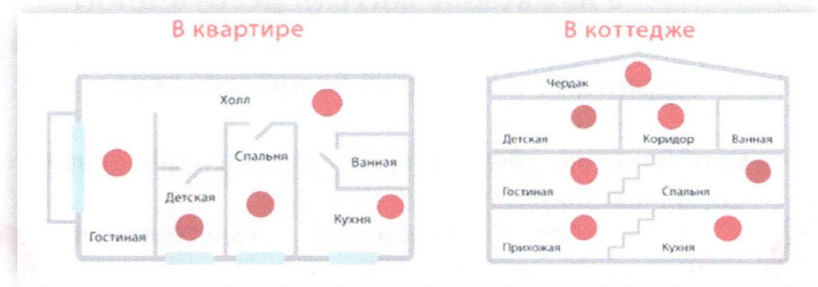 В квартире
Холл
Спальня
Ванная
Детская
Кухня
Гостиная
В коттедже
Чердак
Детская
Коридор
Ванная
Гостиная
Спальня
Прихожая
Кухня